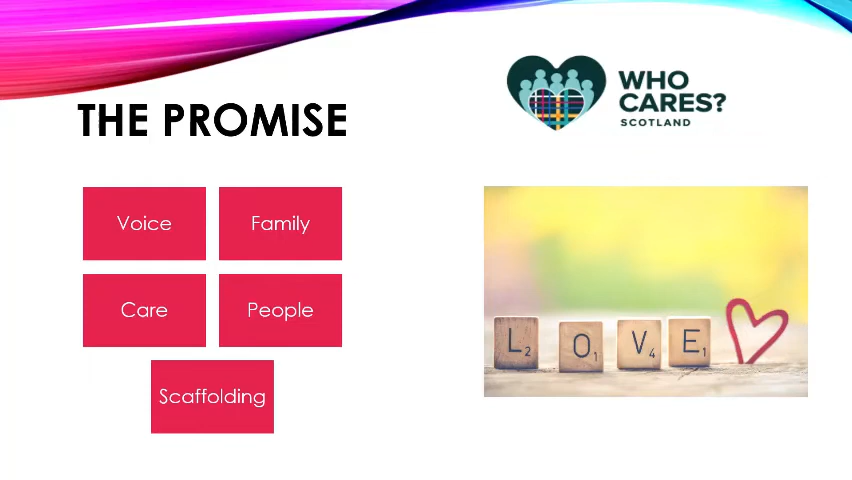 THE PROMISE
WHO
CARES?
SCOTLAND
Voice
Family
Care
People
Scaffolding
L2 O1 V4 E1